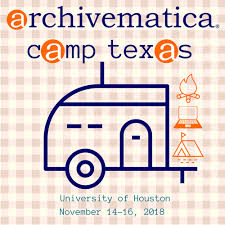 archivematica®
camp texas
University of Houston
November 14-16, 2018